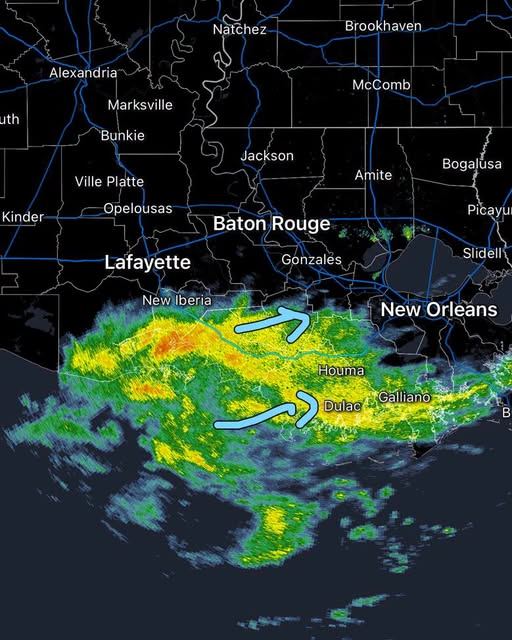 Natchez
Brookhaven
Alexandria
McComb
Marksville
uth
Bunkie
Jackson
Bogalusa
Amite
Ville Platte
Opelousas
Picayu
Kinder
Baton Rouge
Slidell
Lafayette
Gonzales
New Iberia
New Orleans
Houma
Galliano
Dulac
B